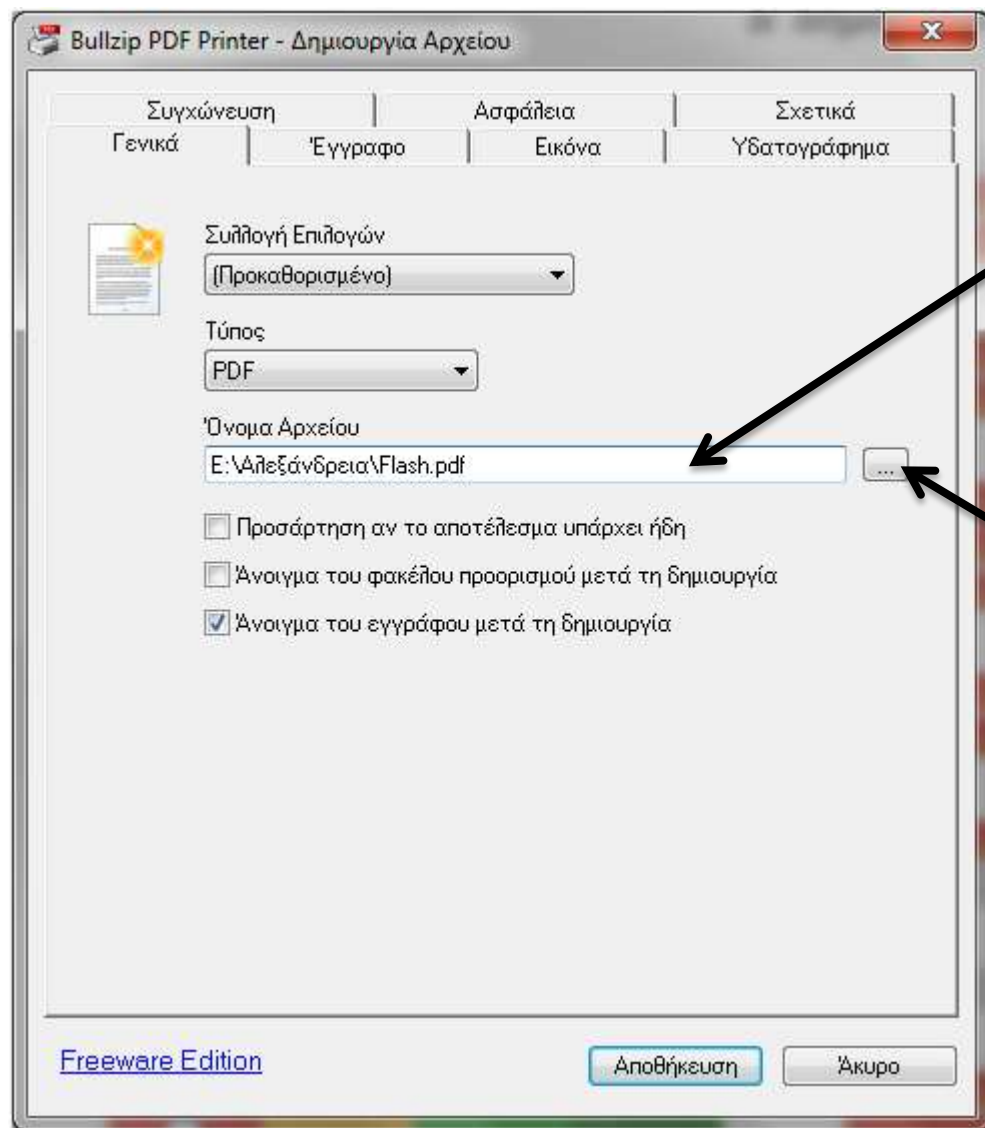 Bullzip PDF Printer - Δημιουργία Αρχείου
Συγχώνευση Ασφάλεια Σχετικά
Γενικά Έγγραφο Εικόνα Υδατογράφημα
Συλλογή Επιλογών
(Προκαθορισμένο)
Τύπος
PDF
Όνομα Αρχείου
E:\Αλεξάνδρεια\Flash.pdf
...
Προσάρτηση αν το αποτέλεσμα υπάρχει ήδη
Άνοιγμα του φακέλου προορισμού μετά τη δημιουργία
Άνοιγμα του εγγράφου μετά τη δημιουργία
Freeware Edition
Αποθήκευση Άκυρο